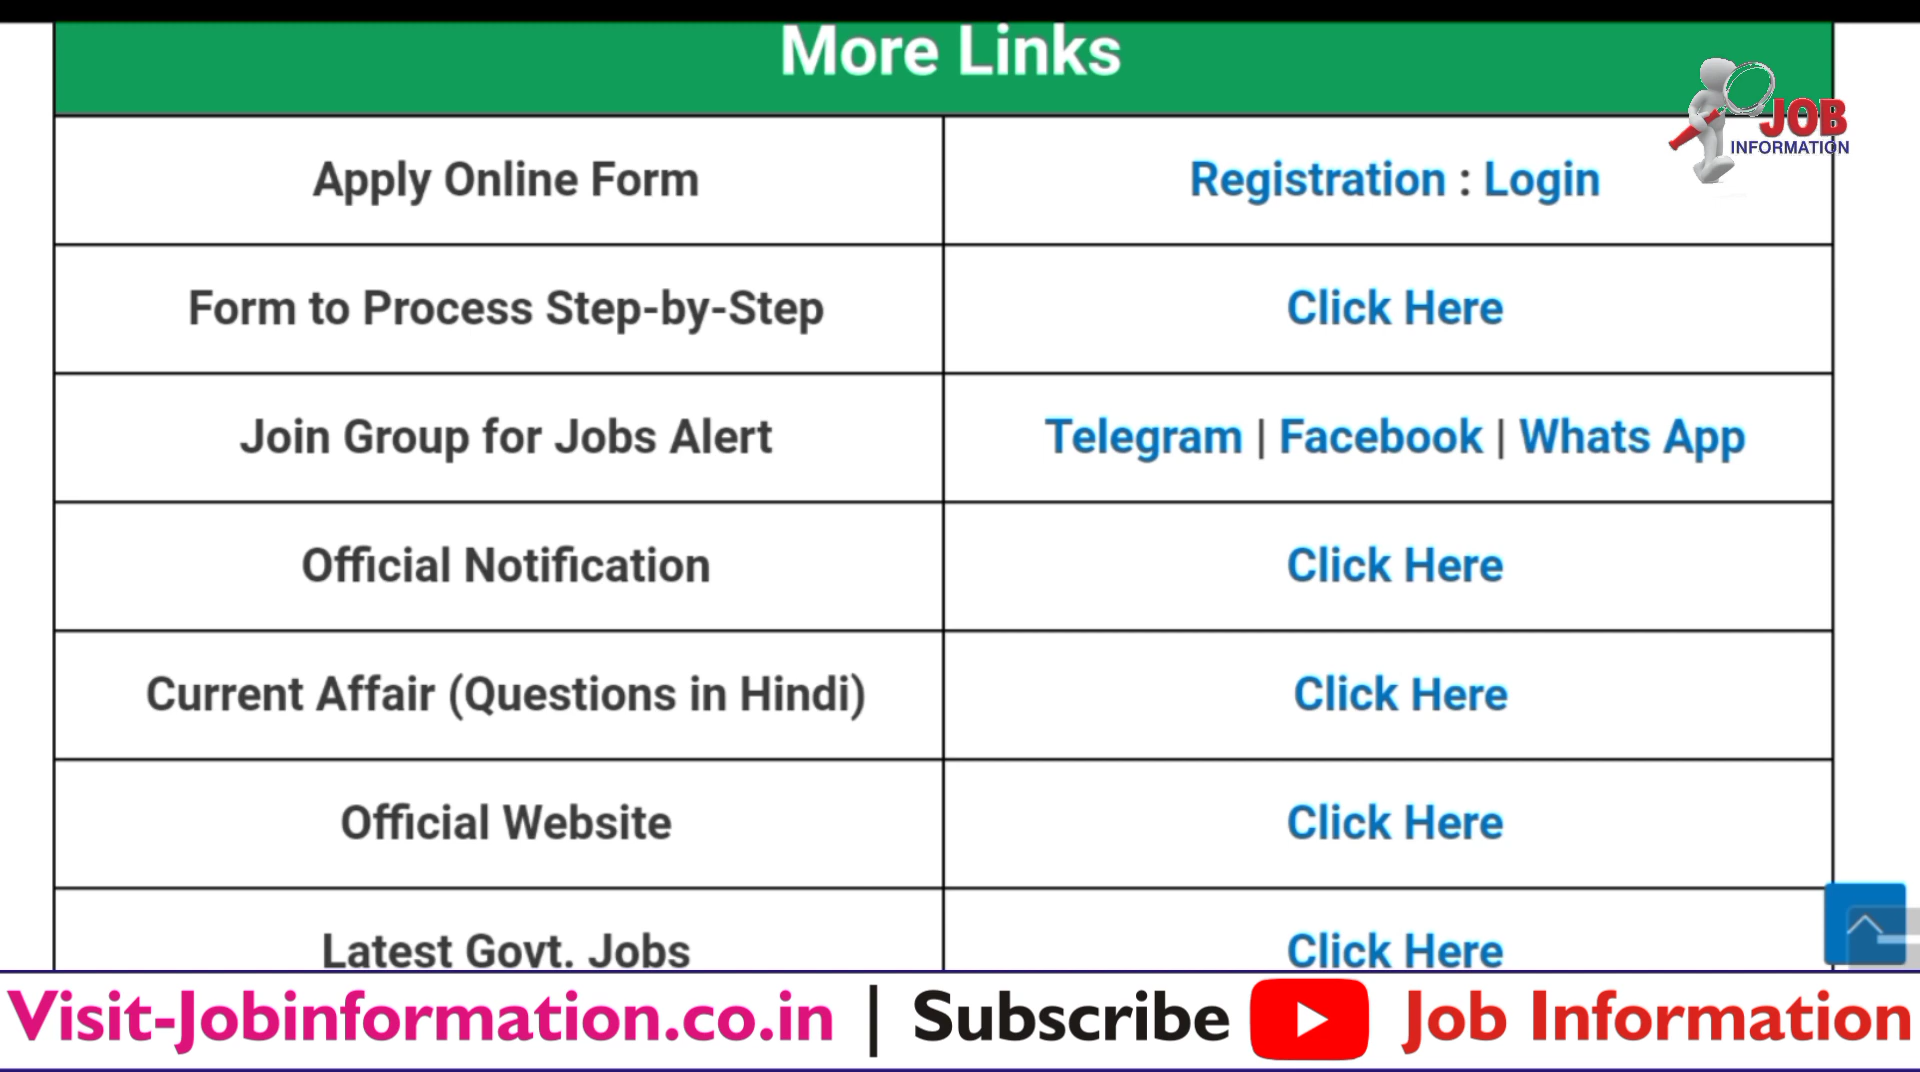 More Links
JOB
INFORMATION
Apply Online Form Registration : Login
Form to Process Step-by-Step Click Here
Join Group for Jobs Alert Telegram | Facebook | Whats App
Official Notification Click Here
Current Affair (Questions in Hindi) Click Here
Official Website Click Here
Latest Govt. Jobs Click Here
Visit-Jobinformation.co.in | Subscribe Job Information